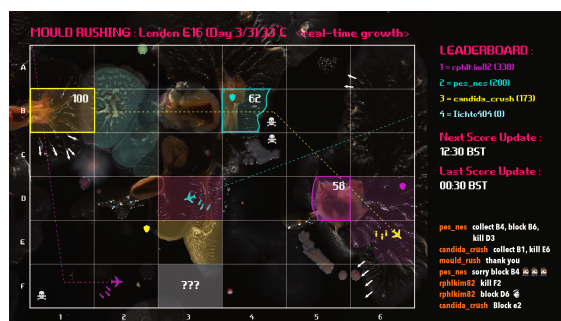 MOULD RUSHING : London E16 (Day 3/3) 33°C <real-time growth>
A
B
C
D
E
F
1 2 3 4 5 6
100
62
58
???
LEADERBOARD :
1 = rphlkim82 (338)
2 = pes_nes (200)
3 = candida_crush (173)
4 = lichto404 (0)
Next Score Update :
12:30 BST
Last Score Update :
00:30 BST
pes_nes collect B4, block B6,
kill D3
candida_crush collect B1, kill E6
mould_rush thank you
pes_nes sorry block B4
rphlkim82 kill F2
rphlkim82 block D6
candida_crush Block e2